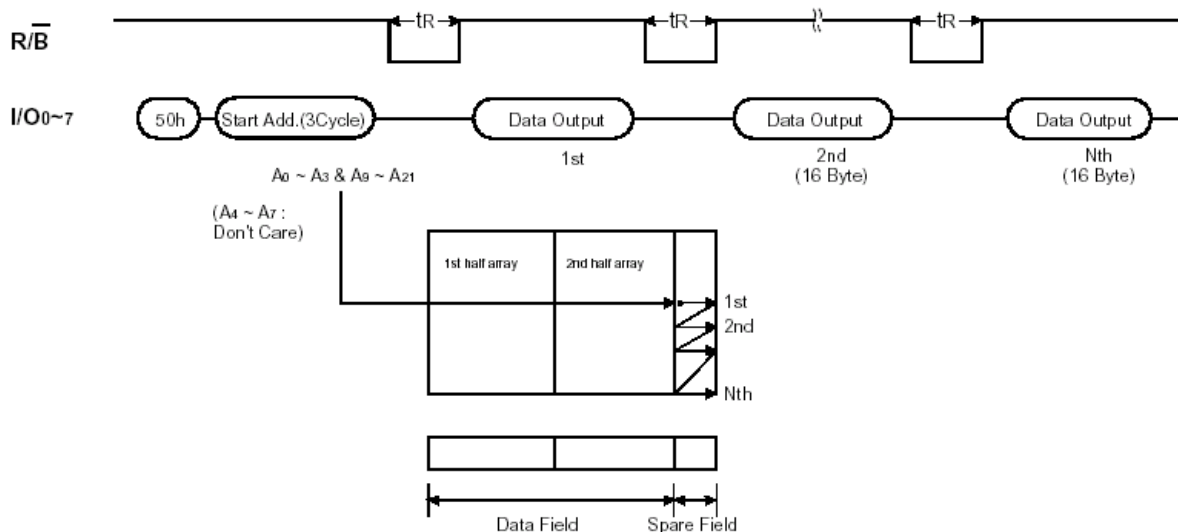 R/B
tR tR tR
I/O0~7
50h Start Add.(3Cycle) Data Output Data Output Data Output
1st 2nd Nth
(16 Byte) (16 Byte)
A0 ~ A3 & A9 ~ A21
(A4 ~ A7 :
Don't Care)
1st half array 2nd half array
1st
2nd
Nth
Data Field Spare Field